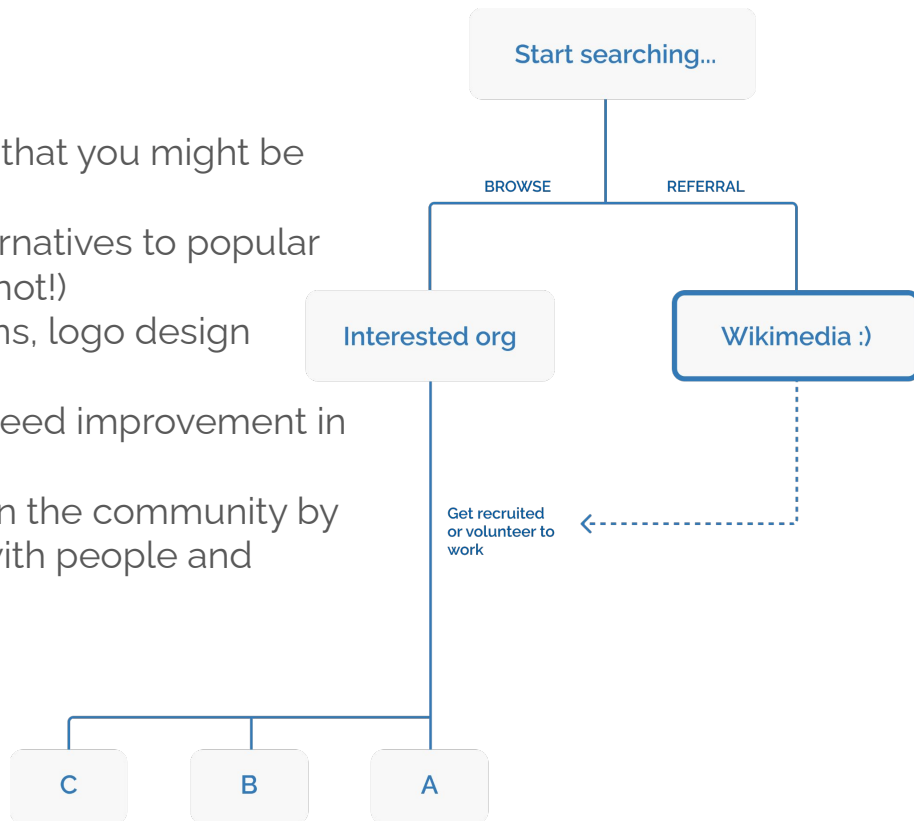 Start searching...
that you might be
BROWSE
REFERRAL
rnatives to popular
not!)
ns, logo design
Interested org
Wikimedia :)
eed improvement in
n the community by
vith people and
Get recruited
or volunteer to
work
C
B
A